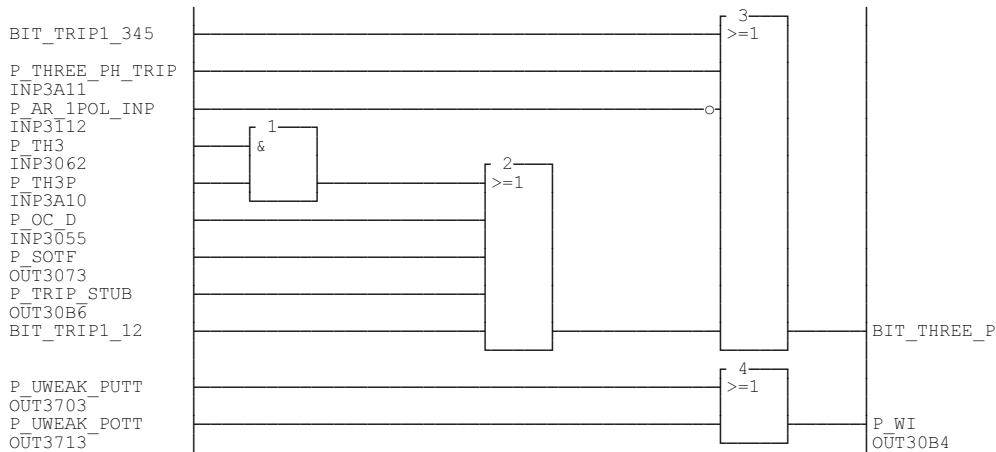 3
BIT_TRIP1_345 >=1
P_THREE_PH_TRIP
INP3A11
P_AR_1POL_INP
INP3112
1
P_TH3 &
INP3062
2
P_TH3P >=1
INP3A10
P_OC_D
INP3055
P_SOTF
OUT3073
P_TRIP_STUB
OUT30B6
BIT_TRIP1_12 BIT_THREE_P
4
P_UWEAK_PUTT >=1
OUT3703
P_UWEAK_POTT P_WI
OUT3713 OUT30B4